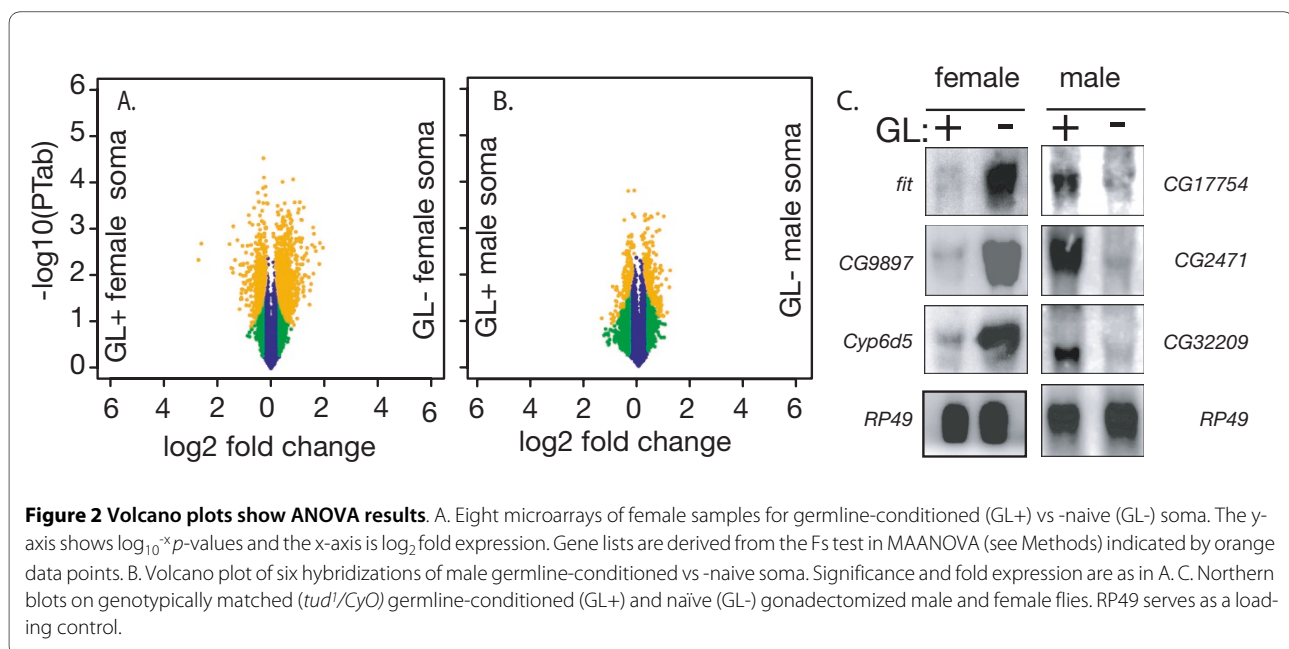 A.
6
5
4
3
2
1
0
-log10(PTab)
GL+ female soma
GL- female soma
6 4 2 0 2 4 6
log2 fold change
B.
GL+ male soma
GL- male soma
6 4 2 0 2 4 6
log2 fold change
C.
female male
GL: + - + -
fit CG17754
CG9897 CG2471
Cyp6d5 CG32209
RP49 RP49
Figure 2 Volcano plots show ANOVA results. A. Eight microarrays of female samples for germline-conditioned (GL+) vs -naive (GL-) soma. The y-
axis shows log10-x p-values and the x-axis is log2 fold expression. Gene lists are derived from the Fs test in MAANOVA (see Methods) indicated by orange
data points. B. Volcano plot of six hybridizations of male germline-conditioned vs -naive soma. Significance and fold expression are as in A. C. Northern
blots on genotypically matched (tud1/CyO) germline-conditioned (GL+) and naïve (GL-) gonadectomized male and female flies. RP49 serves as a load-
ing control.